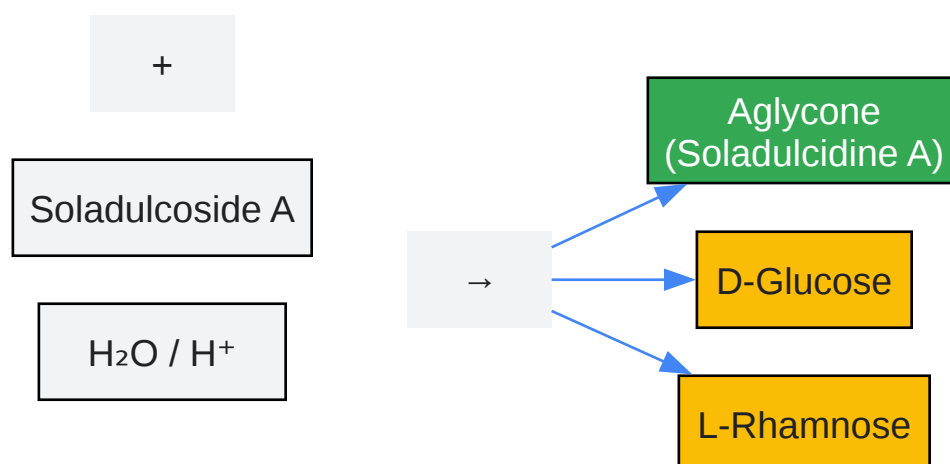 +
Soladulcoside A
H₂O / H⁺
→
Aglycone
(Soladulcidine A)
D-Glucose
L-Rhamnose